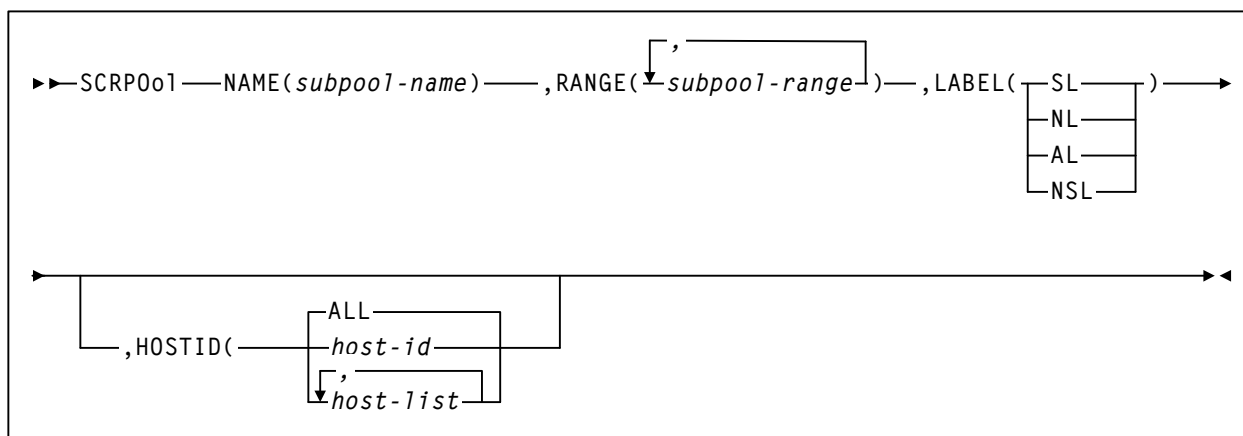 ,
SCRPOol NAME(subpool-name) ,RANGE( subpool-range ) ,LABEL( SL )
NL
AL
NSL
ALL
,HOSTID( host-id
,
host-list